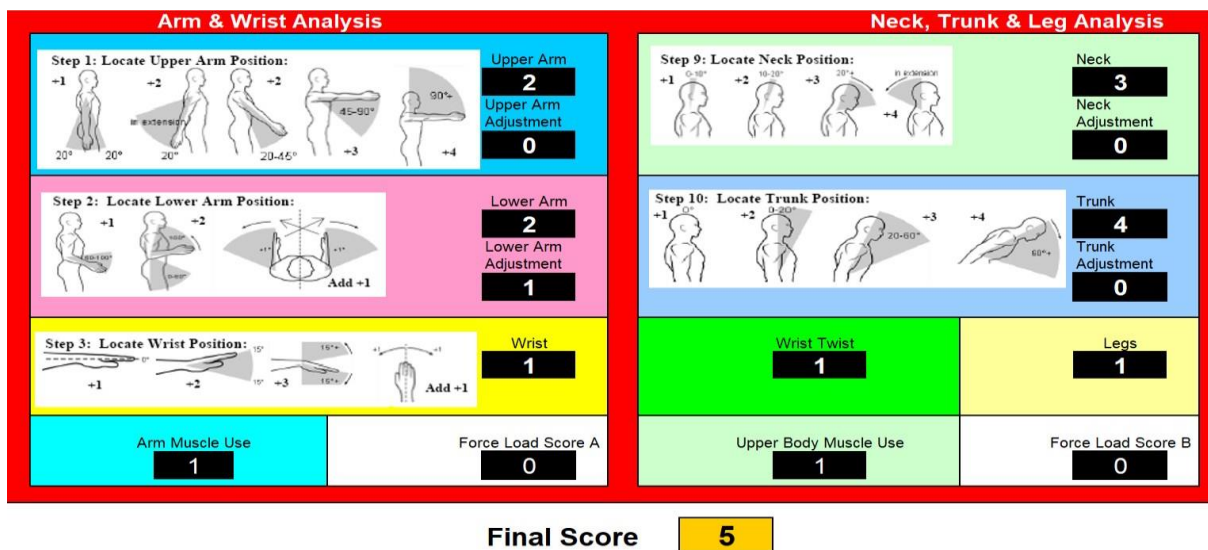 Arm & Wrist Analysis
Step 1: Locate Upper Arm Position:
+1
+2
+2
in extension
45-90°
90°+
20°
20°
20°
20-45°
+3
+4
Upper Arm
2
Upper Arm
Adjustment
0
Step 2: Locate Lower Arm Position:
+1
+2
+1°
+1°
Add +1
Lower Arm
2
Lower Arm
Adjustment
1
Step 3: Locate Wrist Position:
0°
15°
15°
15°+
15°+
+1
+2
+3
+1
+1
Add +1
Wrist
1
Arm Muscle Use
1
Force Load Score A
0
Neck, Trunk & Leg Analysis
Step 9: Locate Neck Position:
+1
0-10°
+2
10-20°
+3
20°+
in extension
+4
Neck
3
Neck
Adjustment
0
Step 10: Locate Trunk Position:
+1
0°
+2
0-20°
20-60°
+3
+4
60°+
Trunk
4
Trunk
Adjustment
0
Wrist Twist
1
Legs
1
Upper Body Muscle Use
1
Force Load Score B
0
Final Score 5